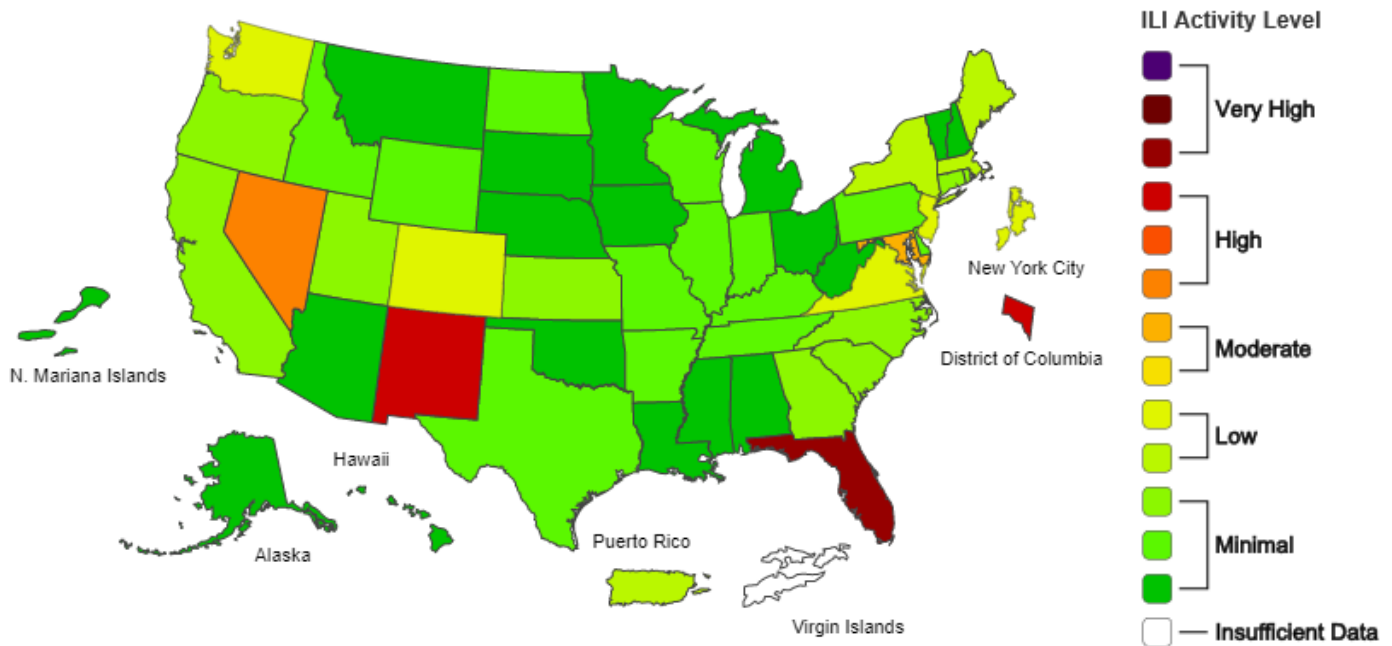 ILI Activity Level
Very High
High
Moderate
Low
Minimal
Insufficient Data
New York City
District of Columbia
N. Mariana Islands
Hawaii
Alaska
Puerto Rico
Virgin Islands